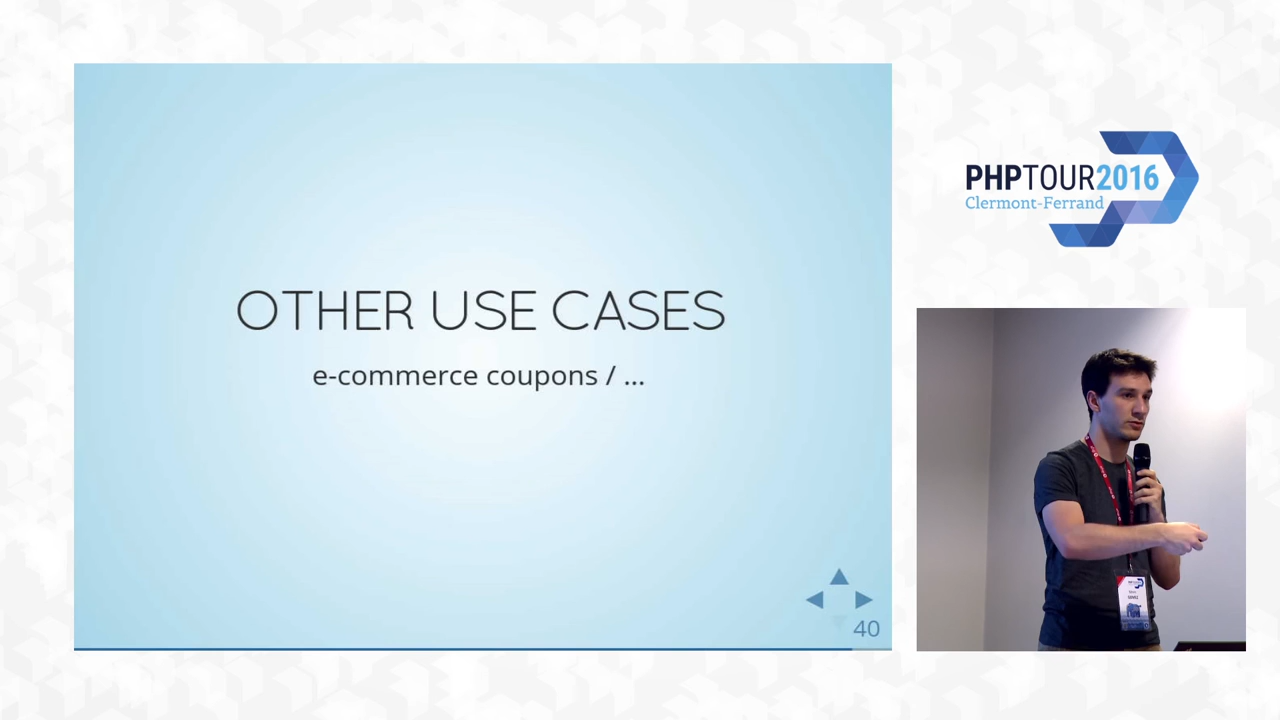 OTHER USE CASES
e-commerce coupons / ...
40
PHPTOUR2016
Clermont-Ferrand